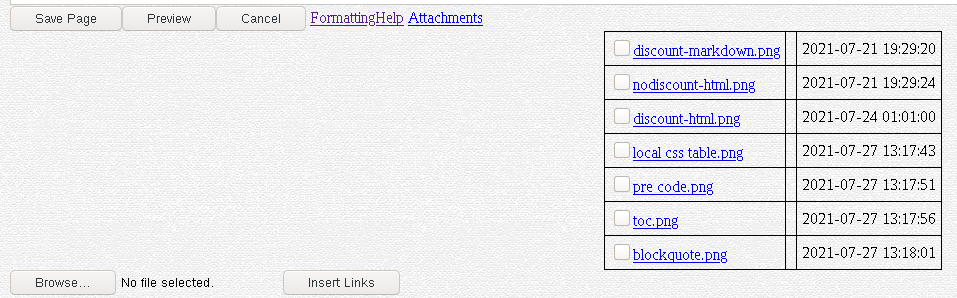 Save Page Preview Cancel FormattingHelp Attachments
discount-markdown.png 2021-07-21 19:29:20
nodiscount-html.png 2021-07-21 19:29:24
discount-html.png 2021-07-24 01:01:00
local css table.png 2021-07-27 13:17:43
pre code.png 2021-07-27 13:17:51
toc.png 2021-07-27 13:17:56
blockquote.png 2021-07-27 13:18:01
Browse... No file selected. Insert Links